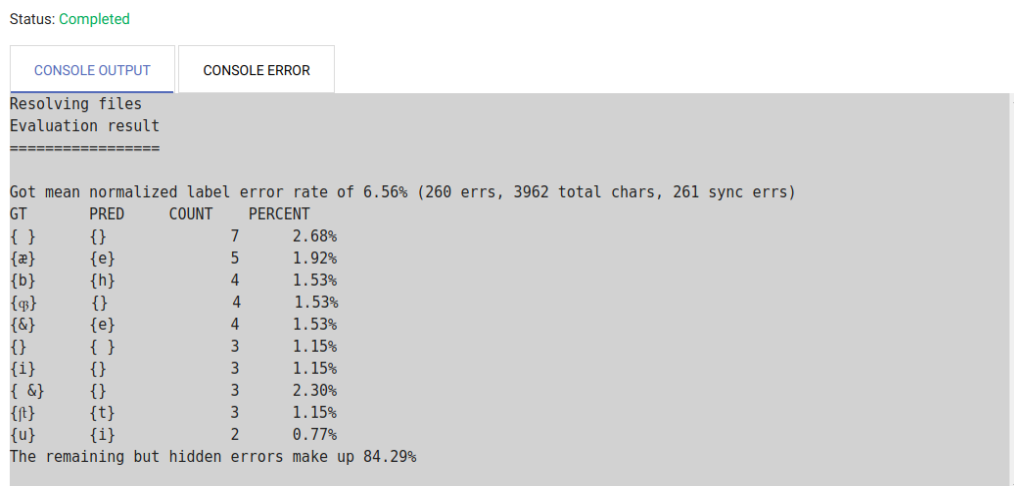 Status: Completed
CONSOLE OUTPUT CONSOLE ERROR
Resolving files
Evaluation result
=================
Got mean normalized label error rate of 6.56% (260 errs, 3962 total chars, 261 sync errs)
GT PRED COUNT PERCENT
{ } {} 7 2.68%
{æ} {e} 5 1.92%
{b} {h} 4 1.53%
{} 4 1.53%
{&} {e} 4 1.53%
{} { } 3 1.15%
{i} {} 3 1.15%
{ &} {} 3 2.30%
{ſt} {t} 3 1.15%
{u} {i} 2 0.77%
The remaining but hidden errors make up 84.29%